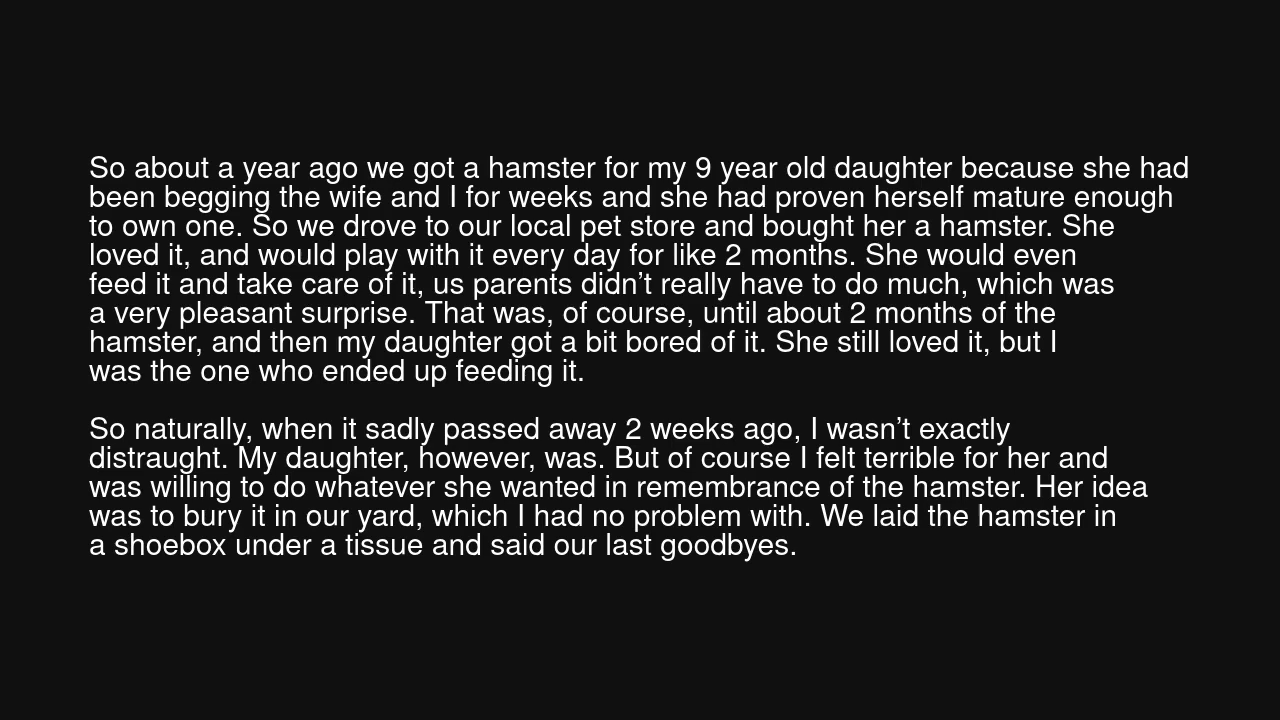 So about a year ago we got a hamster for my 9 year old daughter because she had
been begging the wife and I for weeks and she had proven herself mature enough
to own one. So we drove to our local pet store and bought her a hamster. She
loved it, and would play with it every day for like 2 months. She would even
feed it and take care of it, us parents didn’t really have to do much, which was
a very pleasant surprise. That was, of course, until about 2 months of the
hamster, and then my daughter got a bit bored of it. She still loved it, but I
was the one who ended up feeding it.

So naturally, when it sadly passed away 2 weeks ago, I wasn’t exactly
distraught. My daughter, however, was. But of course I felt terrible for her and
was willing to do whatever she wanted in remembrance of the hamster. Her idea
was to bury it in our yard, which I had no problem with. We laid the hamster in
a shoebox under a tissue and said our last goodbyes.